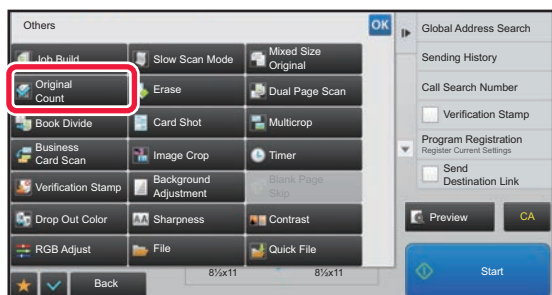 Others
OK
Job Build
Slow Scan Mode
Mixed Size
Original
Original
Count
Erase
Dual Page Scan
Book Divide
Card Shot
Multicrop
Business
Card Scan
Image Crop
Timer
Verification Stamp
Background
Adjustment
Blank Page
Skip
Drop Out Color
AA Sharpness
Contrast
RGB Adjust
File
Quick File
Back
8½x11
8½x11
Global Address Search
Sending History
Call Search Number
Verification Stamp
Program Registration
Register Current Settings
Send
Destination Link
Preview
CA
Start